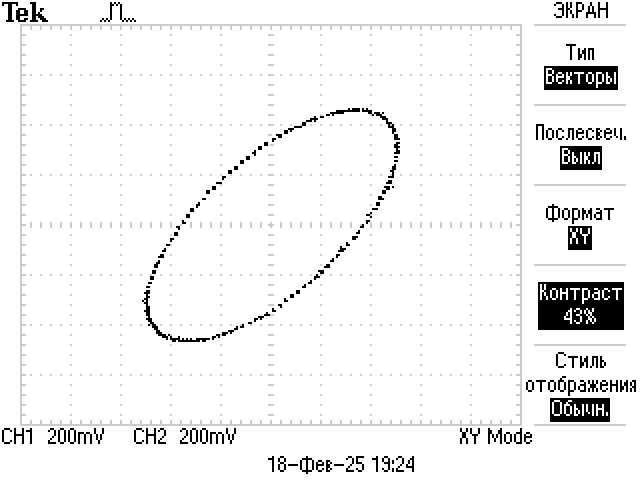 Tek
ЭКРАН
Тип
Векторы
Послесвеч.
Выкл
Формат
XY
Контраст
43%
Стиль
отображения
Обычн.
CH1 200mV CH2 200mV XY Mode
18-Фев-25 19:24